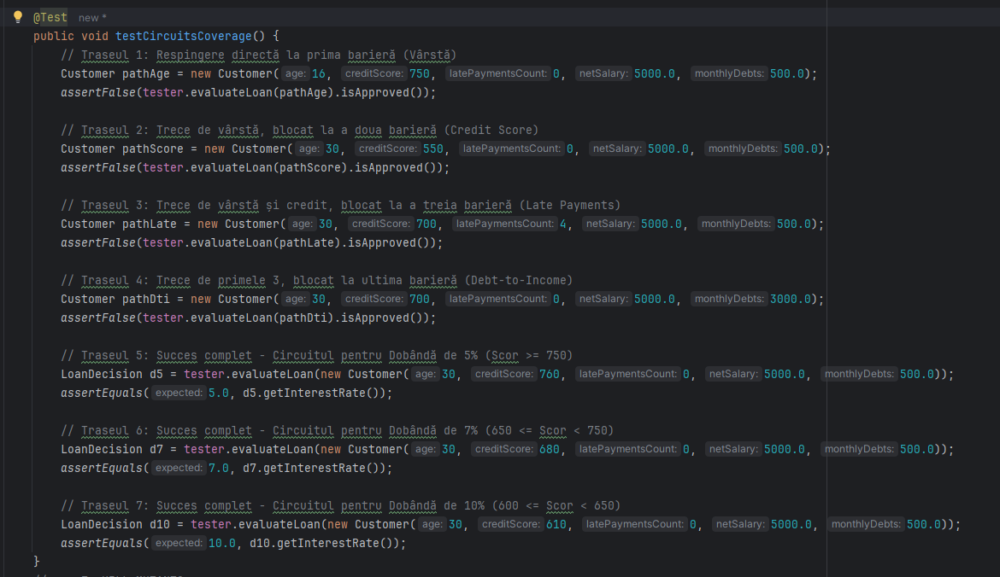 @Test new *
public void testCircuitsCoverage() {
// Traseul 1: Respingere directă la prima barieră (Vârstă)
Customer pathAge = new Customer( age: 16, creditScore: 750, latePaymentsCount: 0, netSalary: 5000.0, monthlyDebts: 500.0);
assertFalse(tester.evaluateLoan(pathAge).isApproved());
// Traseul 2: Trece de vârstă, blocat la a doua barieră (Credit Score)
Customer pathScore = new Customer( age: 30, creditScore: 550, latePaymentsCount: 0, netSalary: 5000.0, monthlyDebts: 500.0);
assertFalse(tester.evaluateLoan(pathScore).isApproved());
// Traseul 3: Trece de vârstă și credit, blocat la a treia barieră (Late Payments)
Customer pathLate = new Customer( age: 30, creditScore: 700, latePaymentsCount: 4, netSalary: 5000.0, monthlyDebts: 500.0);
assertFalse(tester.evaluateLoan(pathLate).isApproved());
// Traseul 4: Trece de primele 3, blocat la ultima barieră (Debt-to-Income)
Customer pathDti = new Customer( age: 30, creditScore: 700, latePaymentsCount: 0, netSalary: 5000.0, monthlyDebts: 3000.0);
assertFalse(tester.evaluateLoan(pathDti).isApproved());
// Traseul 5: Succes complet - Circuitul pentru Dobândă de 5% (Scor >= 750)
LoanDecision d5 = tester.evaluateLoan(new Customer( age: 30, creditScore: 760, latePaymentsCount: 0, netSalary: 5000.0, monthlyDebts: 500.0));
assertEquals( expected: 5.0, d5.getInterestRate());
// Traseul 6: Succes complet - Circuitul pentru Dobândă de 7% (650 <= Scor < 750)
LoanDecision d7 = tester.evaluateLoan(new Customer( age: 30, creditScore: 680, latePaymentsCount: 0, netSalary: 5000.0, monthlyDebts: 500.0));
assertEquals( expected: 7.0, d7.getInterestRate());
// Traseul 7: Succes complet - Circuitul pentru Dobândă de 10% (600 <= Scor < 650)
LoanDecision d10 = tester.evaluateLoan(new Customer( age: 30, creditScore: 610, latePaymentsCount: 0, netSalary: 5000.0, monthlyDebts: 500.0));
assertEquals( expected: 10.0, d10.getInterestRate());
}